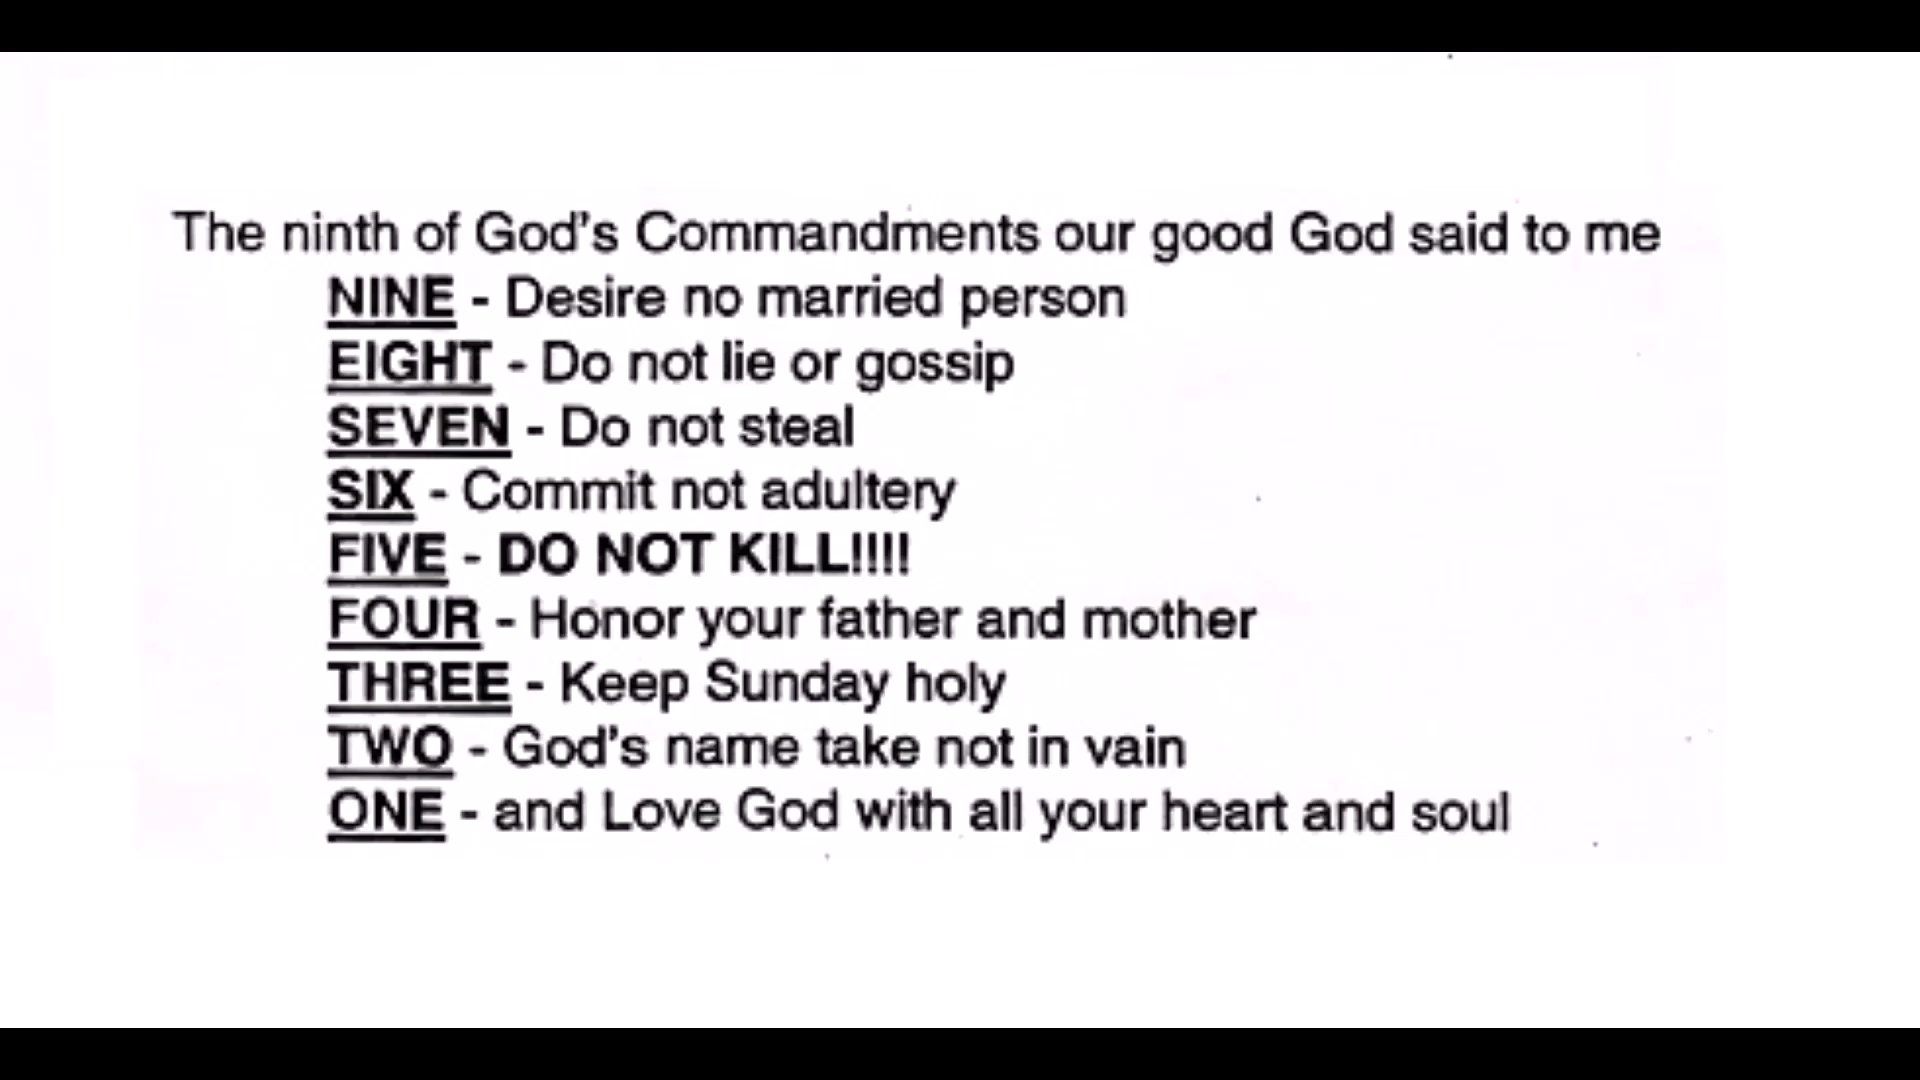 The ninth of God's Commandments our good God said to me
NINE - Desire no married person
EIGHT - Do not lie or gossip
SEVEN - Do not steal
SIX - Commit not adultery
FIVE - DO NOT KILL!!!!
FOUR - Honor your father and mother
THREE - Keep Sunday holy
TWO - God's name take not in vain
ONE - and Love God with all your heart and soul